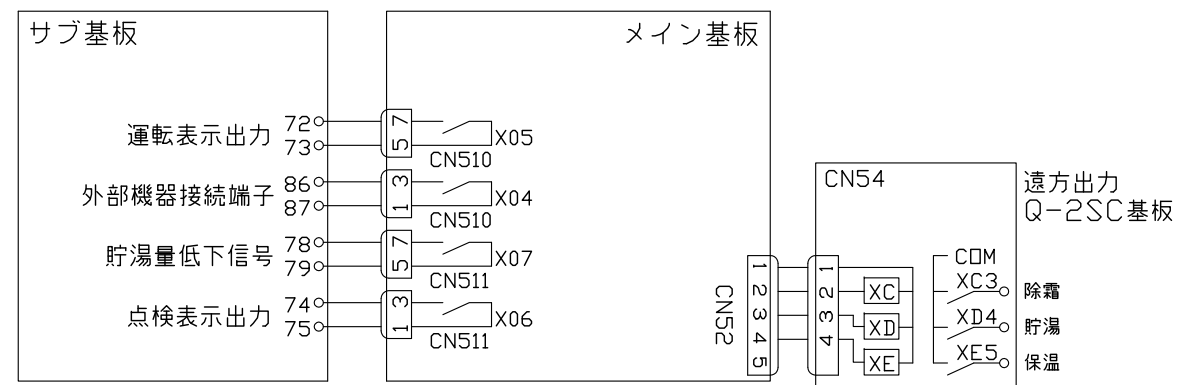 サブ基板
メイン基板
運転表示出力 72 73 7 5 X05
CN510
外部機器接続端子 86 87 3 1 X04
CN510
貯湯量低下信号 78 79 7 5 X07
CN511
点検表示出力 74 75 3 1 X06
CN511
CN52
1
2
3
4
5
CN54
遠方出力
Q-2SC基板
1
2
3
4
XC
XD
XE
COM
XC3 除霜
XD4 貯湯
XE5 保温